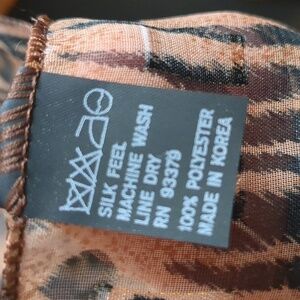 SILK FEEL
MACHINE WASH
LINE DRY
RN 93379
100% POLYESTER
MADE IN KOREA